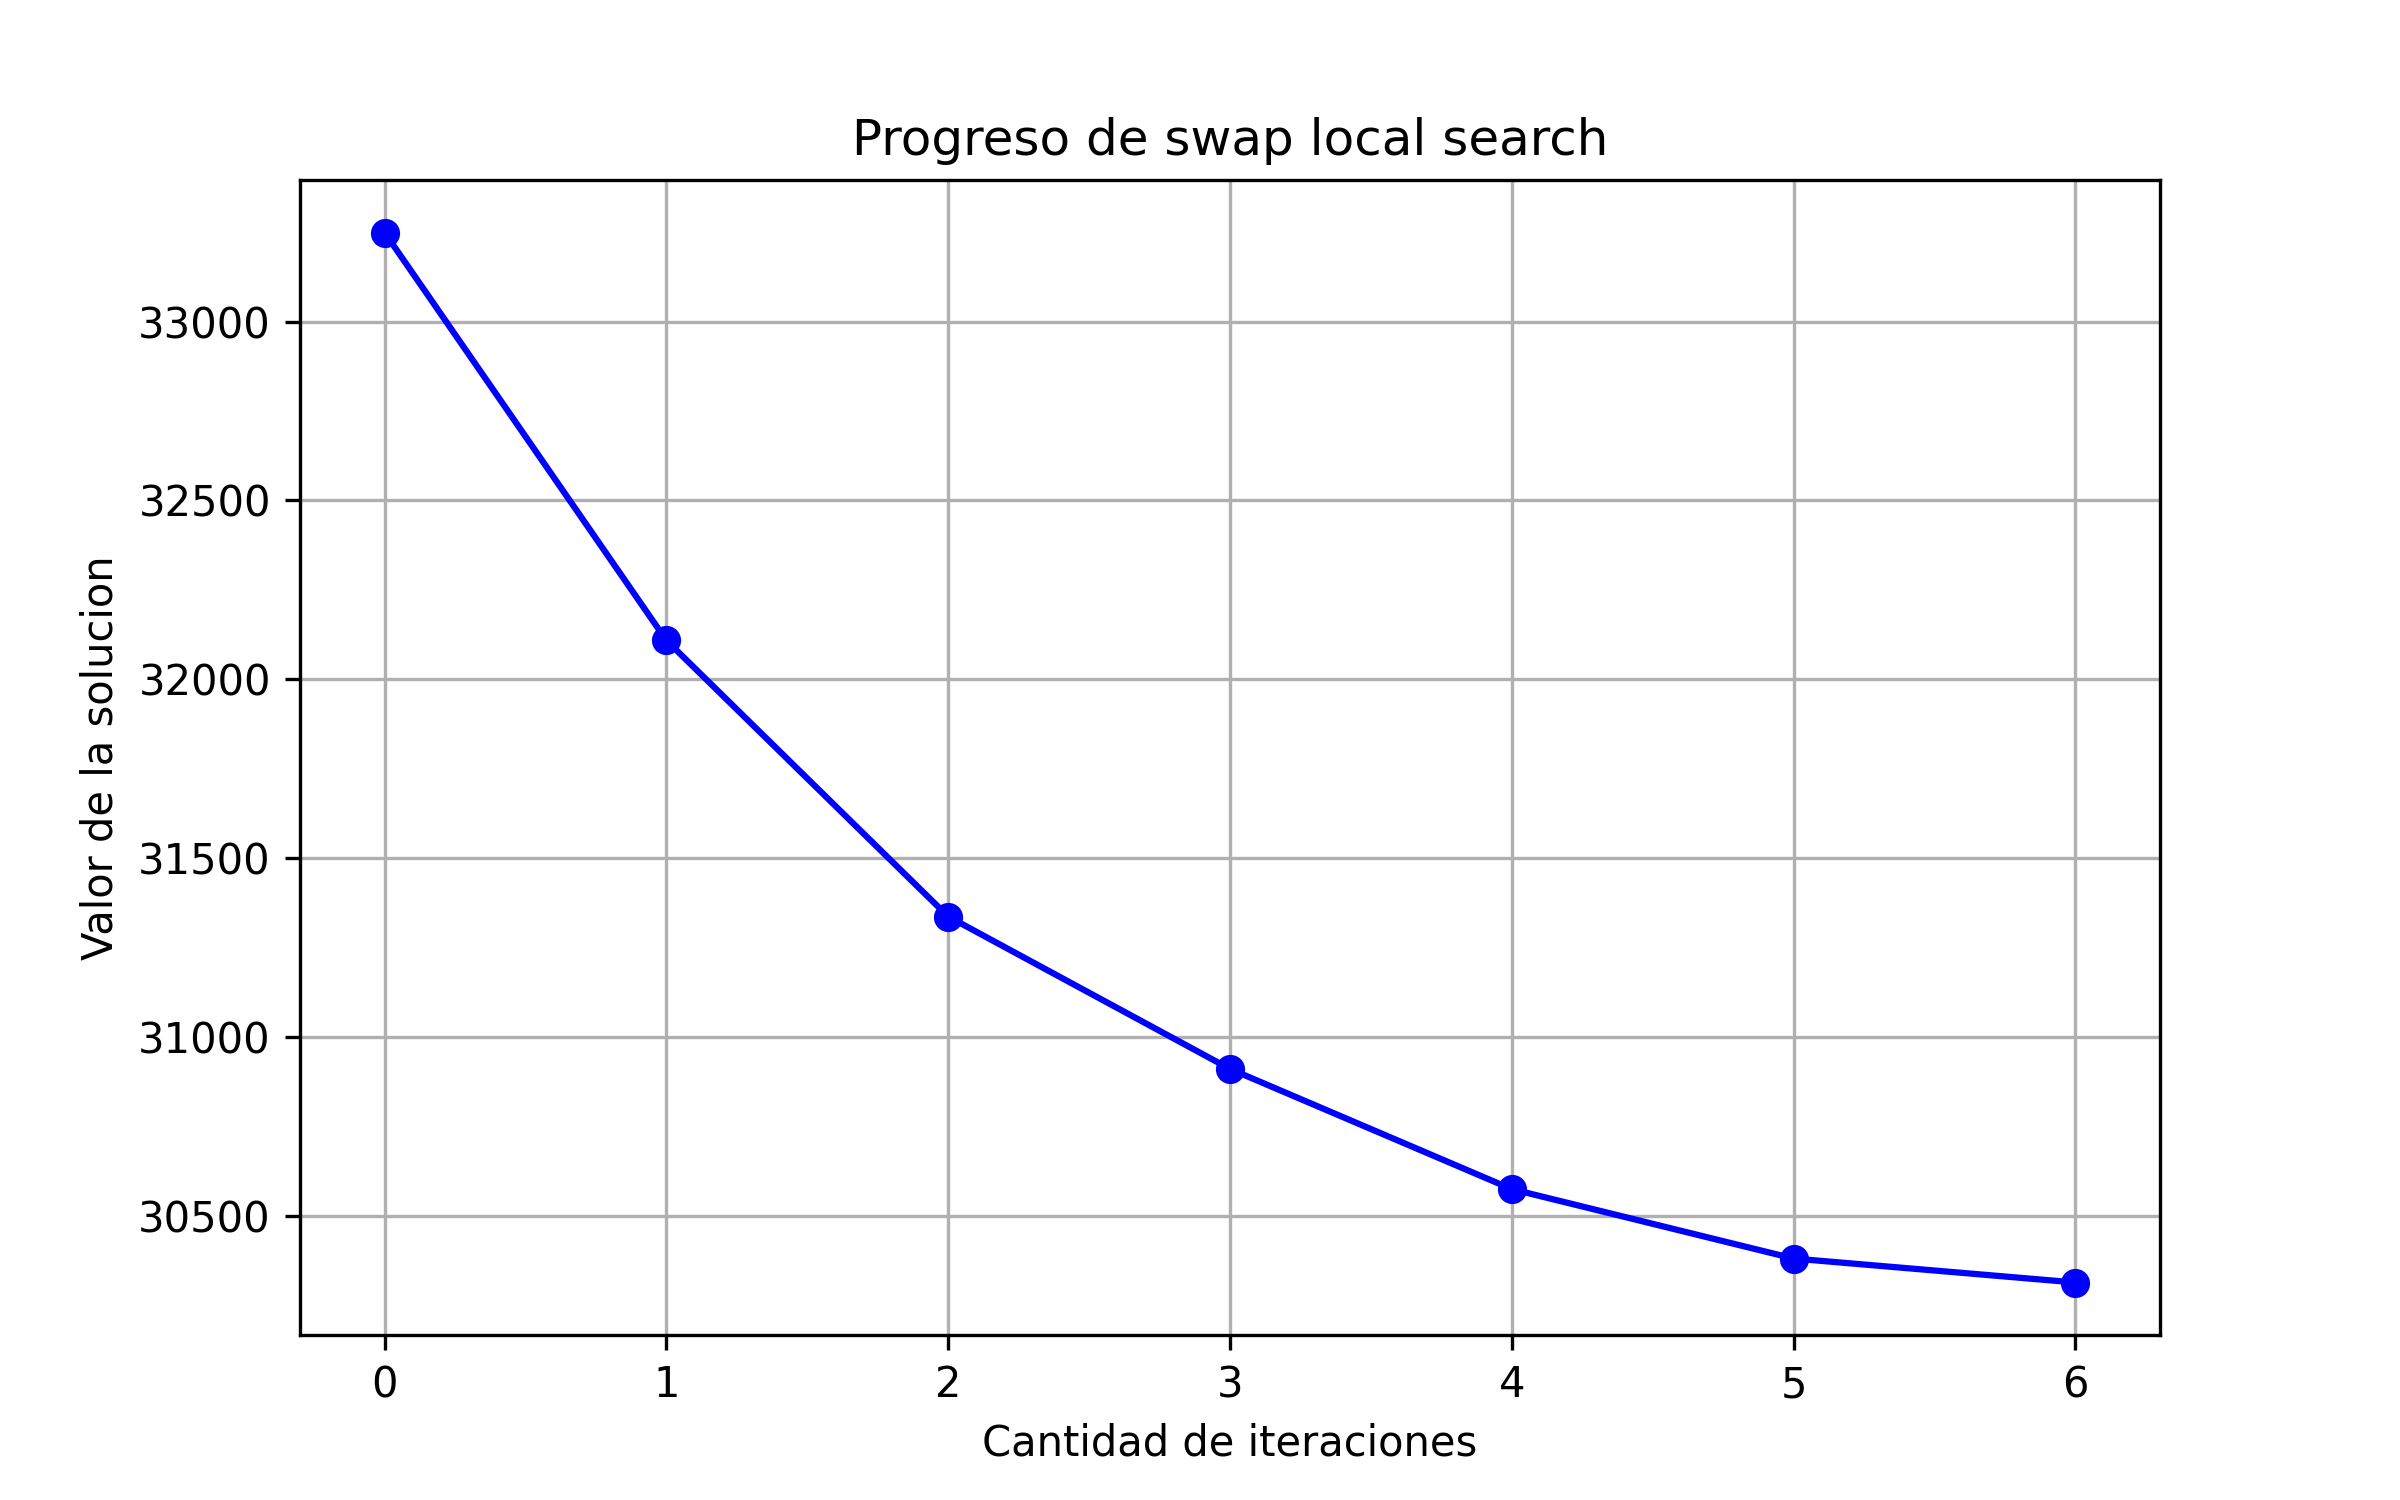 Progreso de swap local search
33000
32500
32000
31500
31000
30500
Valor de la solucion
0 1 2 3 4 5 6
Cantidad de iteraciones